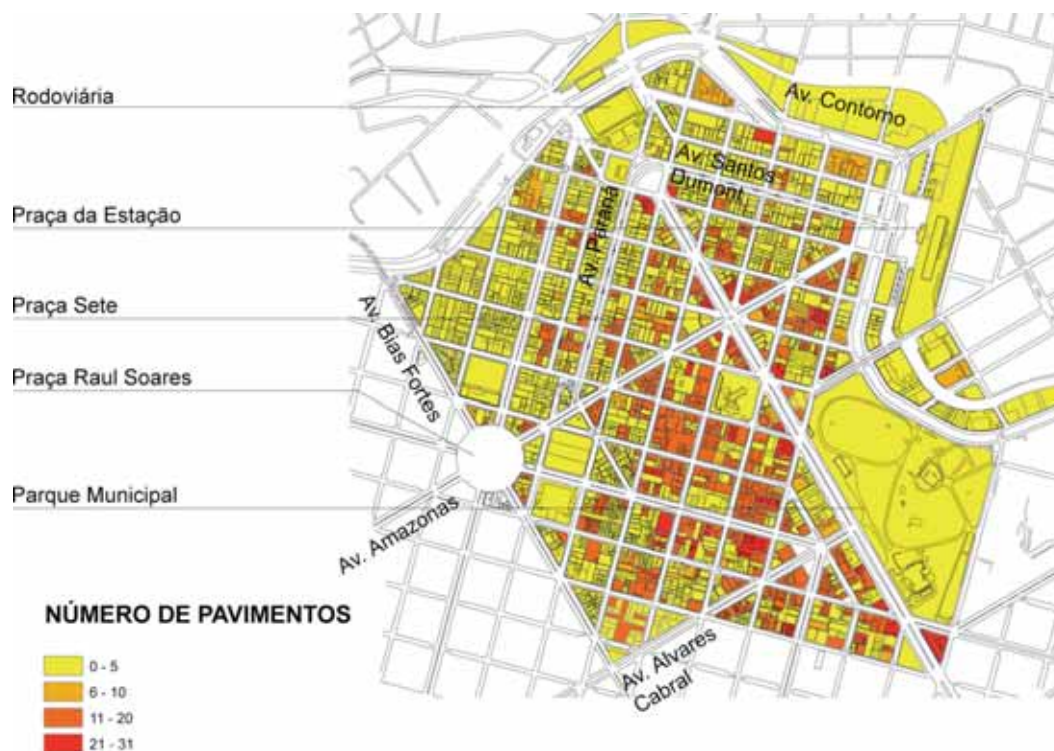 Rodoviária
Praça da Estação
Praça Sete
Praça Raul Soares
Parque Municipal
Av. Contorno
Av. Santos
Dumont
Av. Paraná
Av. Bias Fortes
Av. Amazonas
Av. Alvares
Cabral
NÚMERO DE PAVIMENTOS
0 - 5
6 - 10
11 - 20
21 - 31